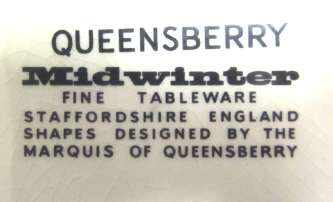 QUEENSBERRY
Midwinter
FINE TABLEWARE
STAFFORDSHIRE ENGLAND
SHAPES DESIGNED BY THE
MARQUIS OF QUEENSBERRY